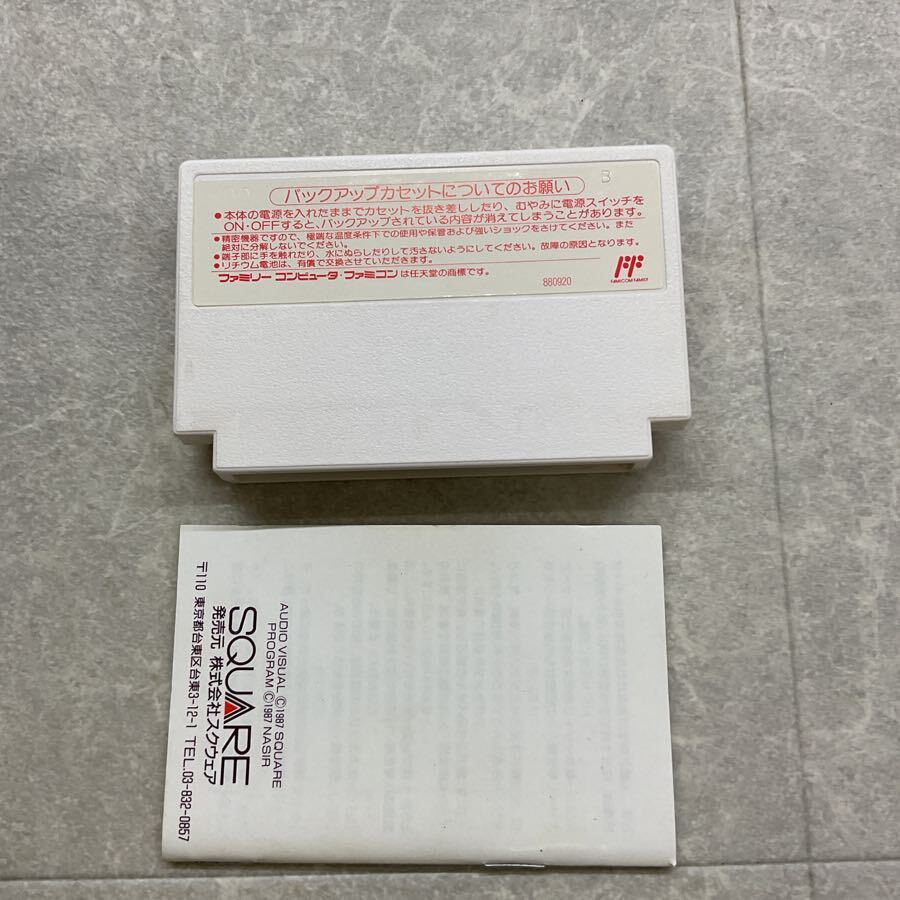 バックアップカセットについてのお願い
B
●本体の電源を入れたままでカセットを抜き差ししたり、むやみに電源スイッチを
ON・OFFすると、バックアップされている内容が消えてしまうことがあります。
●精密機器ですので、極端な温度条件下での使用や保管および強いショックをさけてください。また
絶対に分解しないでください。
●端子部に手を触れたり、水にぬらしたりして汚さないようにしてください。故障の原因となります。
●リチウム電池は、有償で交換させていただきます。
ファミリー コンピュータ・ファミコン は任天堂の商標です。
880920
FAMICOM FAMILY
AUDIO VISUAL ©1987 SQUARE
PROGRAM ©1987 NASIR
SQUARE
発売元 株式会社スクウェア
〒110 東京都台東区台東3-12-1 TEL.03-832-0857